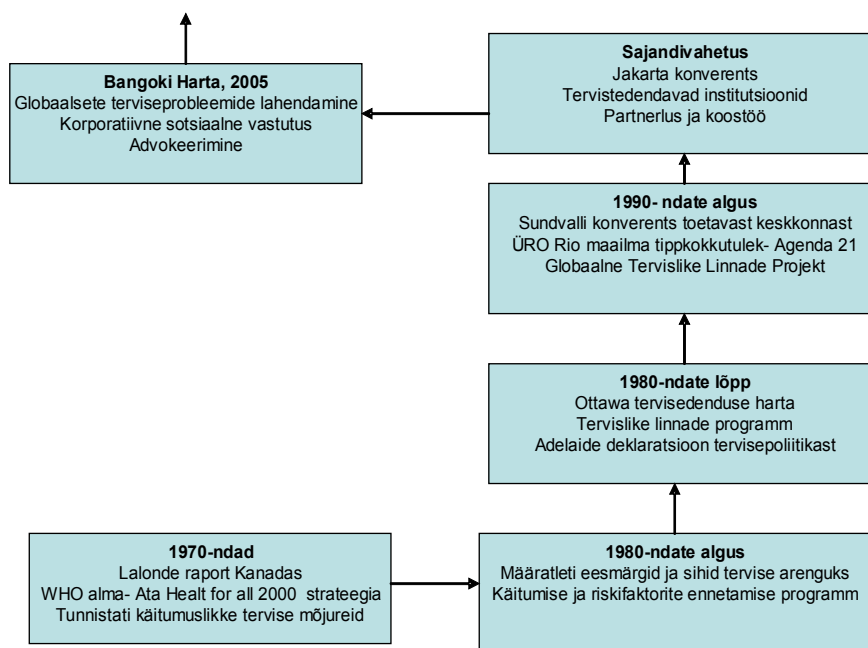 Bangoki Harta, 2005
Globaalsete terviseprobleemide lahendamine
Korporatiivne sotsiaalne vastutus
Advokeerimine
Sajandivahetus
Jakarta konverents
Tervistedendavad institutsioonid
Partnerlus ja koostöö
1990- ndate algus
Sundvalli konverents toetavast keskkonnast
ÜRO Rio maailma tippkokkutulek- Agenda 21
Globaalne Tervislike Linnade Projekt
1980-ndate lõpp
Ottawa tervisedenduse harta
Tervislike linnade programm
Adelaide deklaratsioon tervisepoliitikast
1970-ndad
Lalonde raport Kanadas
WHO alma- Ata Healt for all 2000 strateegia
Tunnistati käitumuslikke tervise mõjureid
1980-ndate algus
Määratleti eesmärgid ja sihid tervise arenguks
Käitumise ja riskifaktorite ennetamise programm